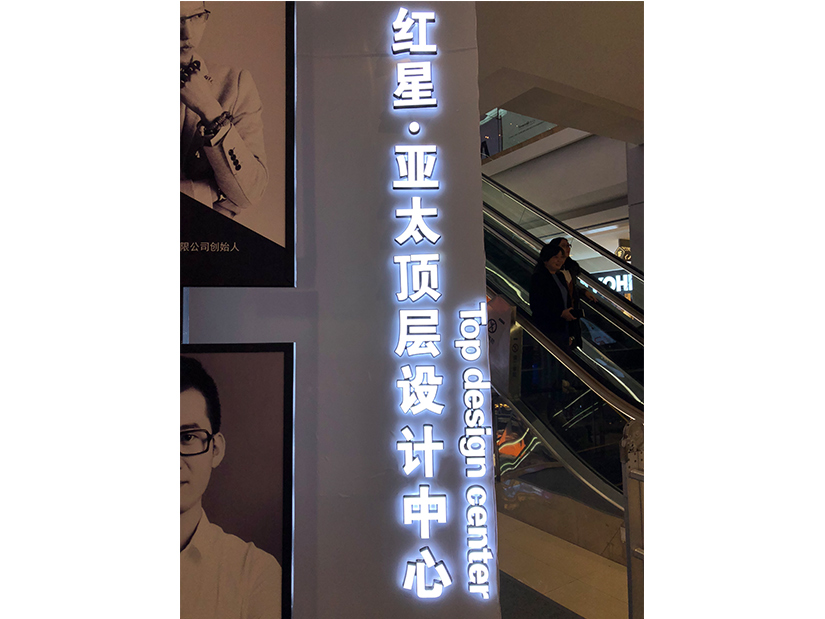 红星·亚太顶层设计中心
Top design center
限公司创始人